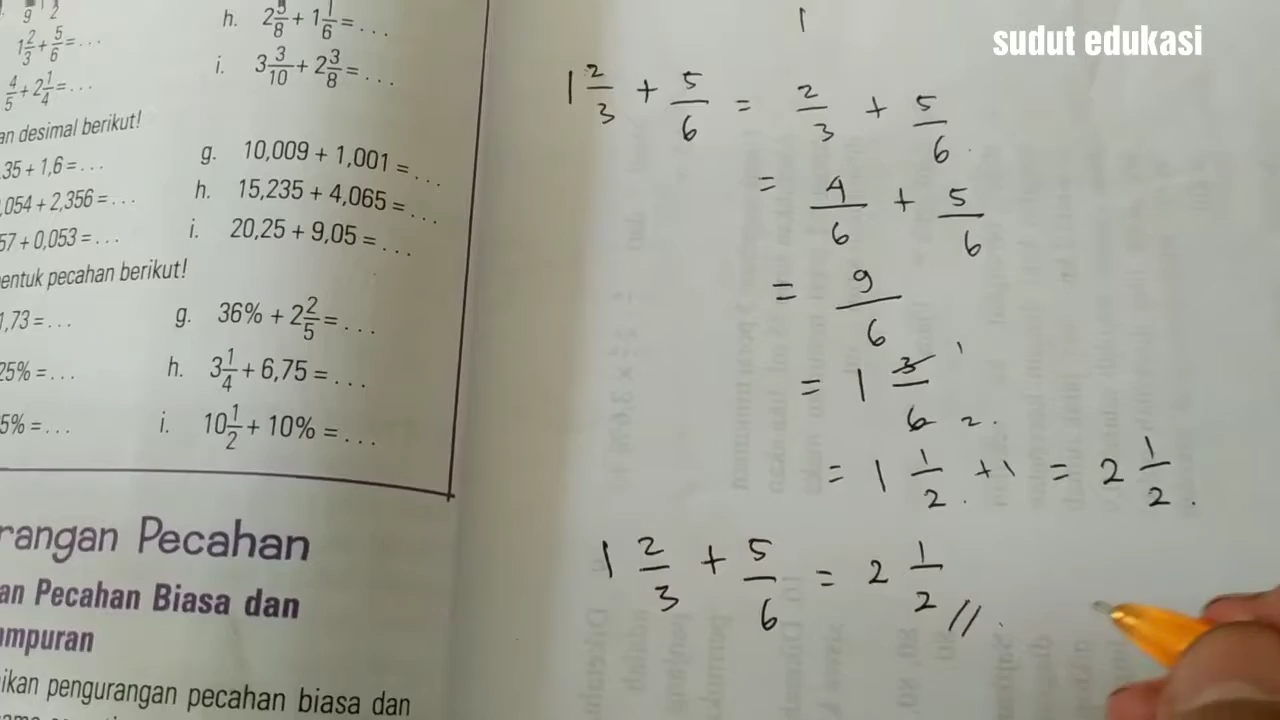 h. 2 5/8 + 1 1/6 = . . .
1 2/3 + 5/6 = . . .
i. 3 3/10 + 2 3/8 = . . .
4/5 + 2 1/4 = . . .
an desimal berikut!
,35 + 1,6 = . . .
g. 10,009 + 1,001 = . . .
,054 + 2,356 = . . .
h. 15,235 + 4,065 = . . .
57 + 0,053 = . . .
i. 20,25 + 9,05 = . . .
entuk pecahan berikut!
1,73 = . . .
g. 36% + 2 2/5 = . . .
25% = . . .
h. 3 1/4 + 6,75 = . . .
5% = . . .
i. 10 1/2 + 10% = . . .
rangan Pecahan
an Pecahan Biasa dan
ampuran
ikan pengurangan pecahan biasa dan
sudut edukasi
1
1 2/3 + 5/6 = 2/3 + 5/6
= 4/6 + 5/6
= 9/6
= 1 3/6 1 2
= 1 1/2 + 1 = 2 1/2
1 2/3 + 5/6 = 2 1/2 //